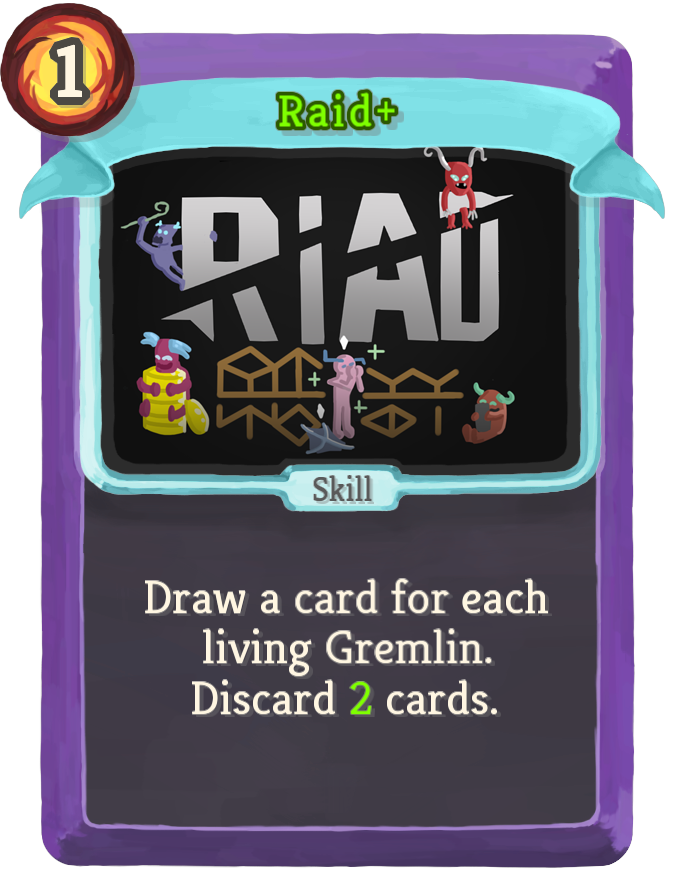 1
Raid+
RIAD
Skill
Draw a card for each
living Gremlin.
Discard 2 cards.